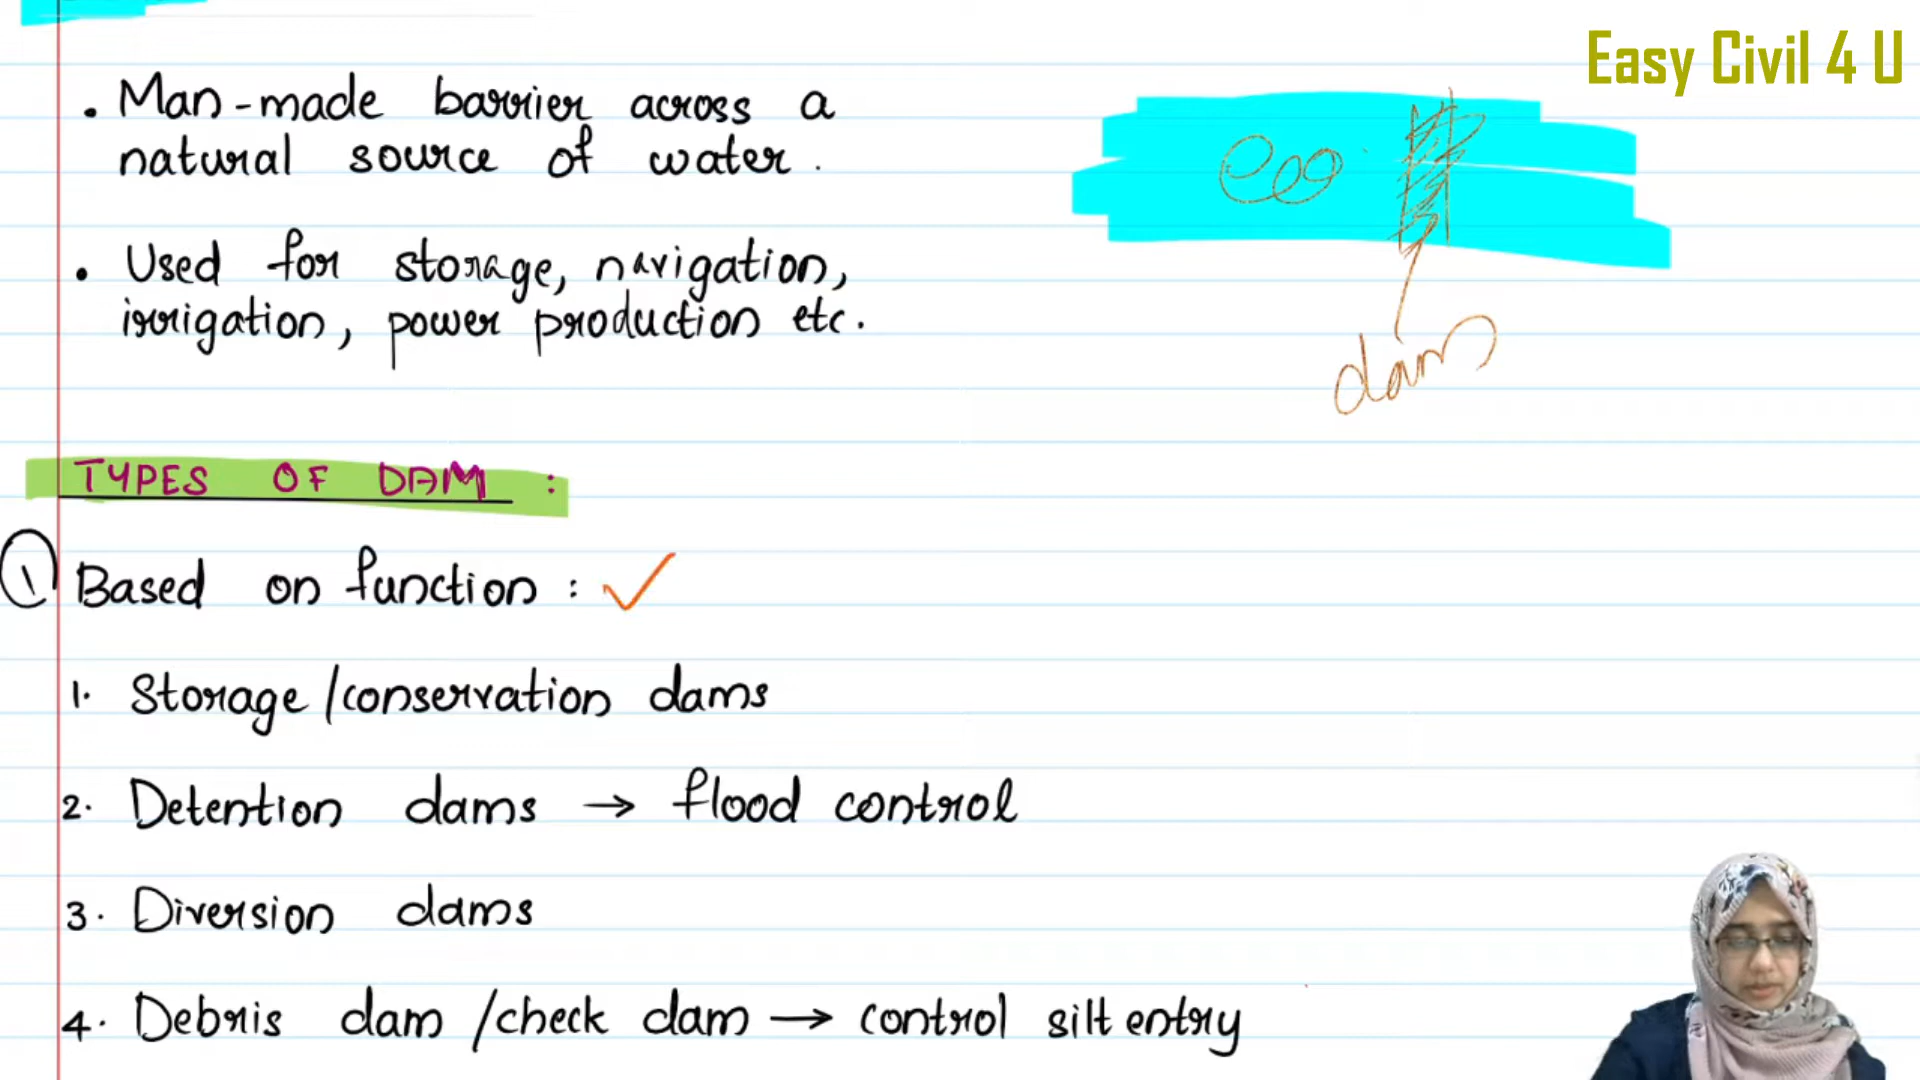 Easy Civil 4 U
• Man-made barrier across a
natural source of water.
• Used for storage, navigation,
irrigation, power production etc.
dam
TYPES OF DAM :
1 Based on function : ✓
1. Storage/conservation dams
2. Detention dams → flood control
3. Diversion dams
4. Debris dam /check dam → control silt entry